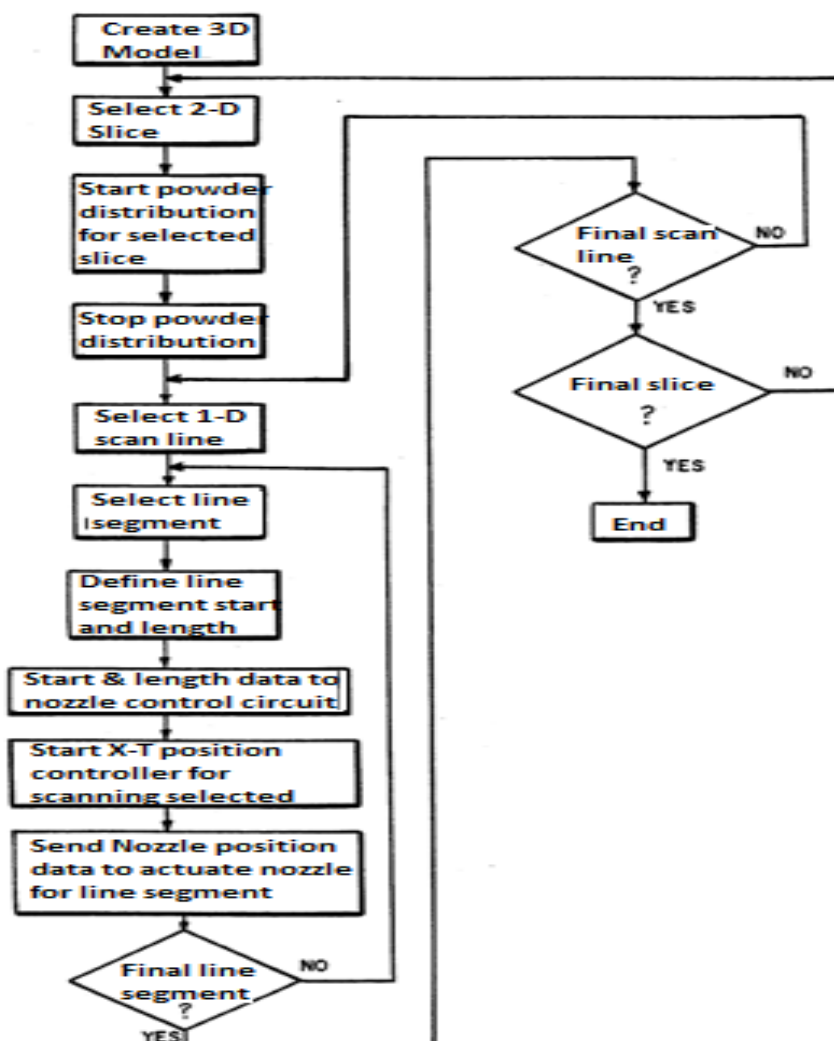 Create 3D
Model
Select 2-D
Slice
Start powder
distribution
for selected
slice
Stop powder
distribution
Select 1-D
scan line
Select line
segment
Define line
segment start
and length
Start & length data to
nozzle control circuit
Start X-T position
controller for
scanning selected
Send Nozzle position
data to actuate nozzle
for line segment
Final line
segment
?
NO
YES
Final scan
line
?
NO
YES
Final slice
?
NO
YES
End